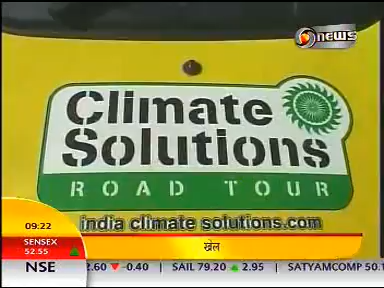 news
Climate
Solutions
ROAD TOUR
india climate solutions.com
09:22
SENSEX
52.55
खेल
NSE 2.60 -0.40 | SAIL 79.20 2.95 | SATYAMCOMP 50.10